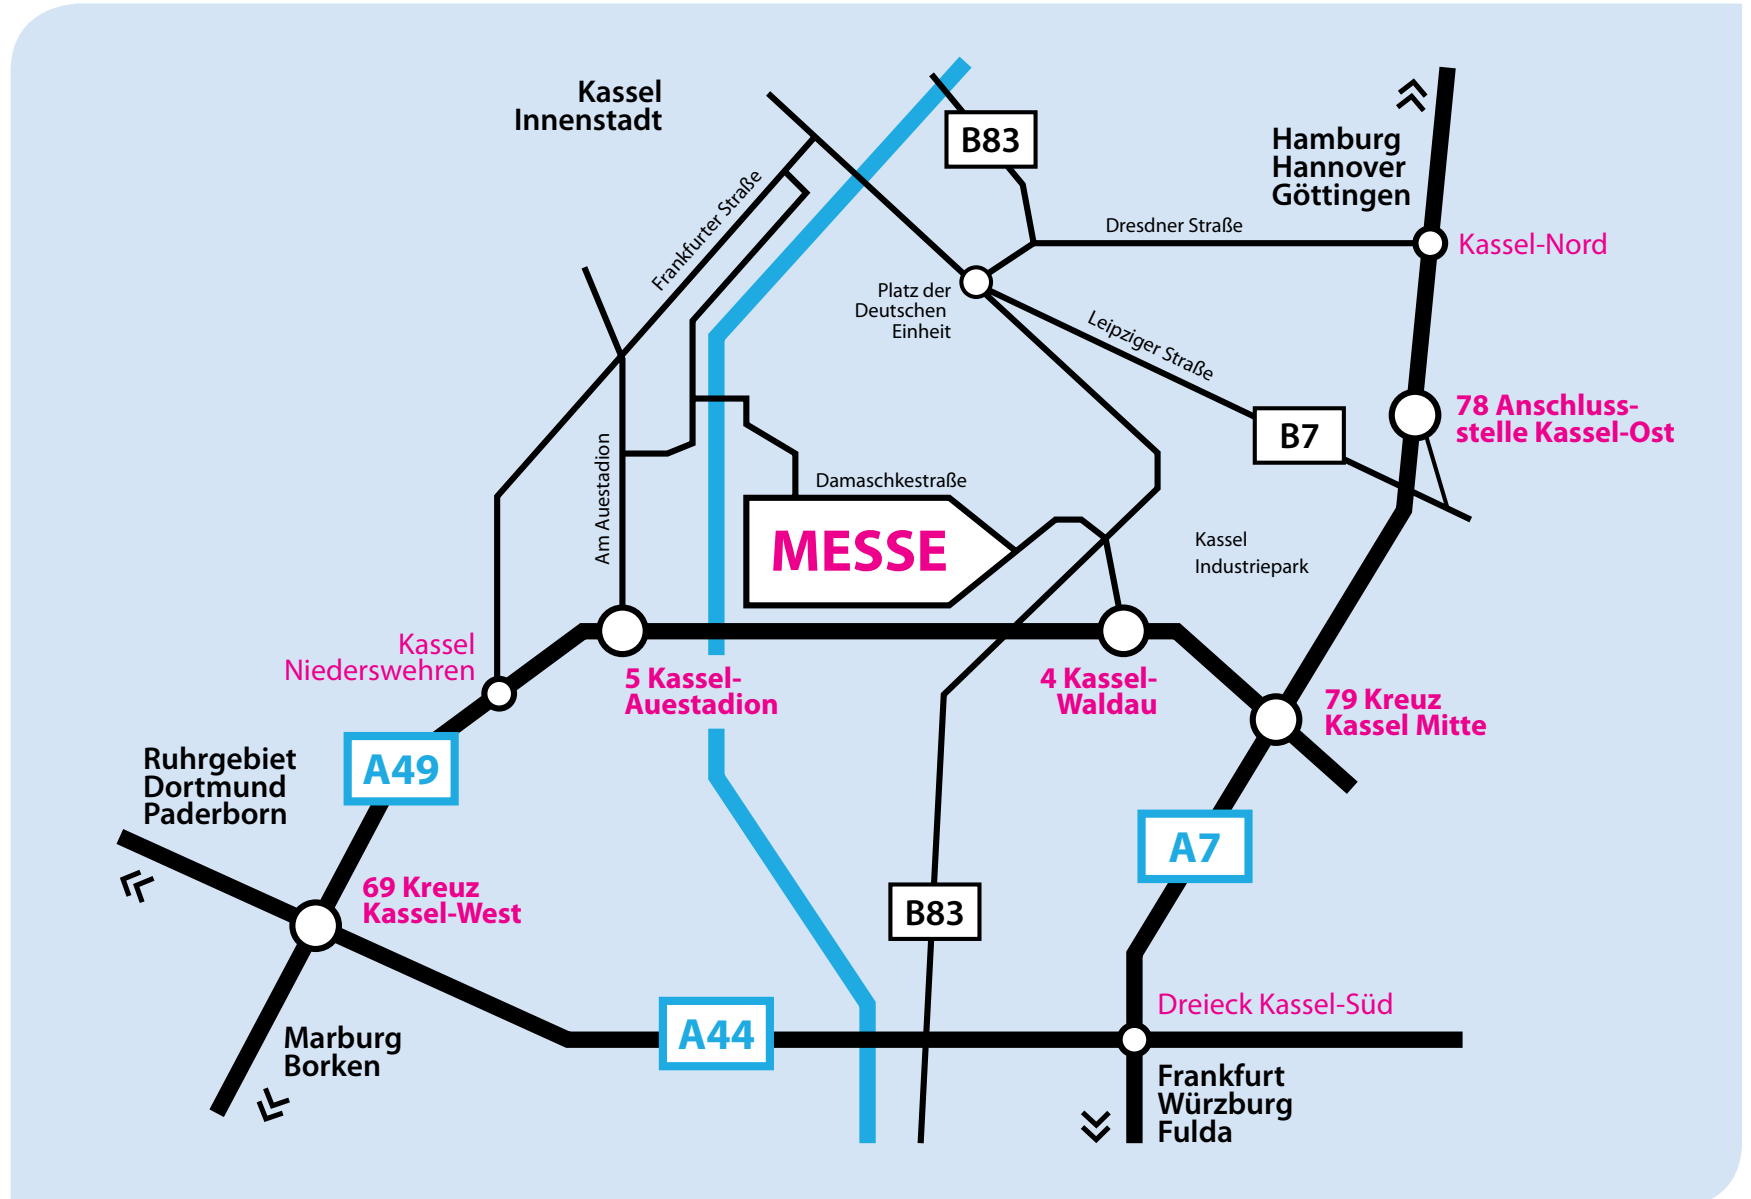 Kassel
Innenstadt
B83
Hamburg
Hannover
Göttingen
Frankfurter Straße
Dresdner Straße
Kassel-Nord
Platz der
Deutschen
Einheit
Leipziger Straße
78 Anschluss-
stelle Kassel-Ost
B7
Am Auestadion
Damaschkestraße
MESSE
Kassel
Industriepark
Kassel
Niederswehren
5 Kassel-
Auestadion
4 Kassel-
Waldau
79 Kreuz
Kassel Mitte
A49
Ruhrgebiet
Dortmund
Paderborn
A7
69 Kreuz
Kassel-West
B83
Dreieck Kassel-Süd
A44
Marburg
Borken
Frankfurt
Würzburg
Fulda